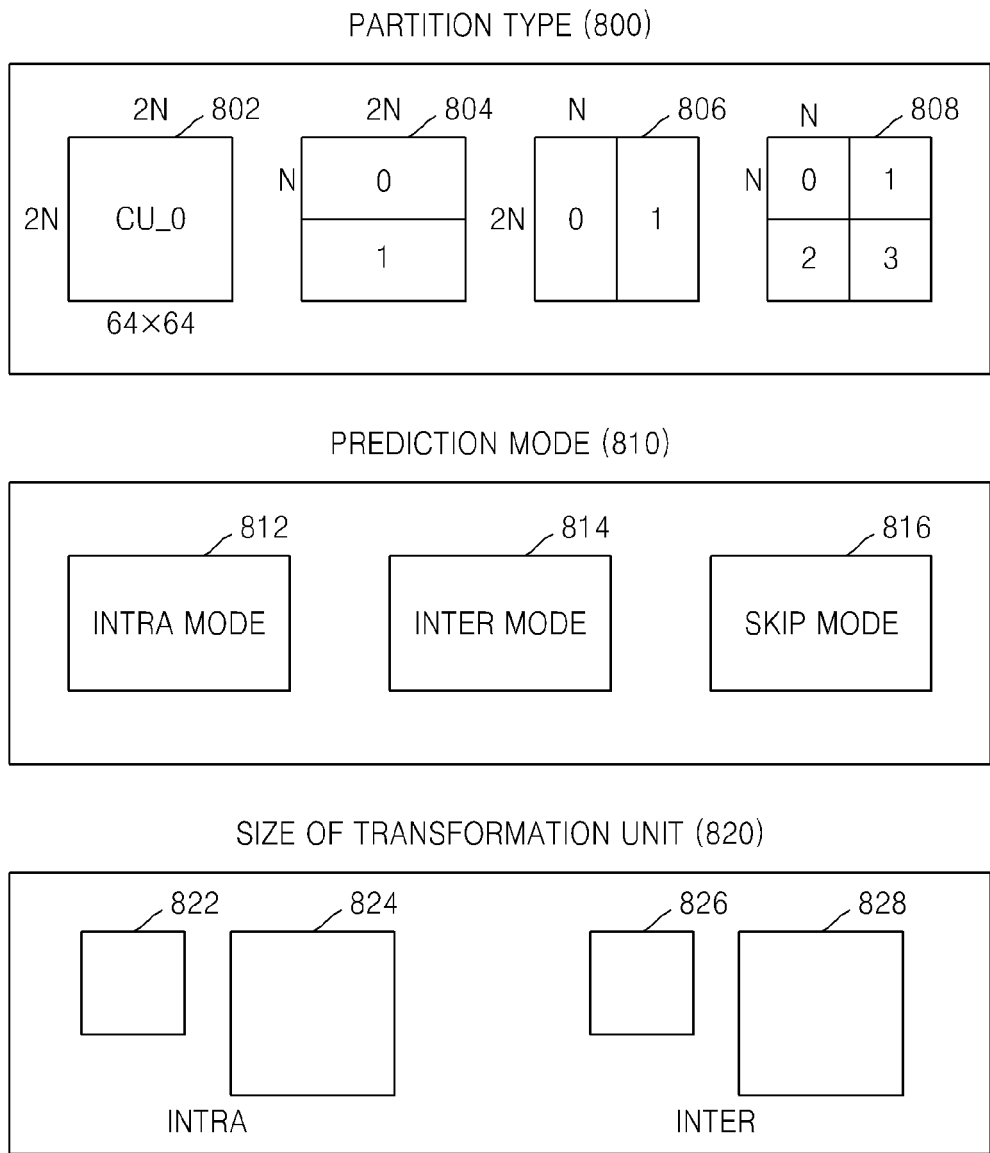 PARTITION TYPE (800)
2N 802 2N 804 N 806 N 808
2N CU_0 N 0 1 2N 0 1 N 0 1 2 3
64×64
PREDICTION MODE (810)
812 814 816
INTRA MODE INTER MODE SKIP MODE
SIZE OF TRANSFORMATION UNIT (820)
822 824 826 828
INTRA INTER